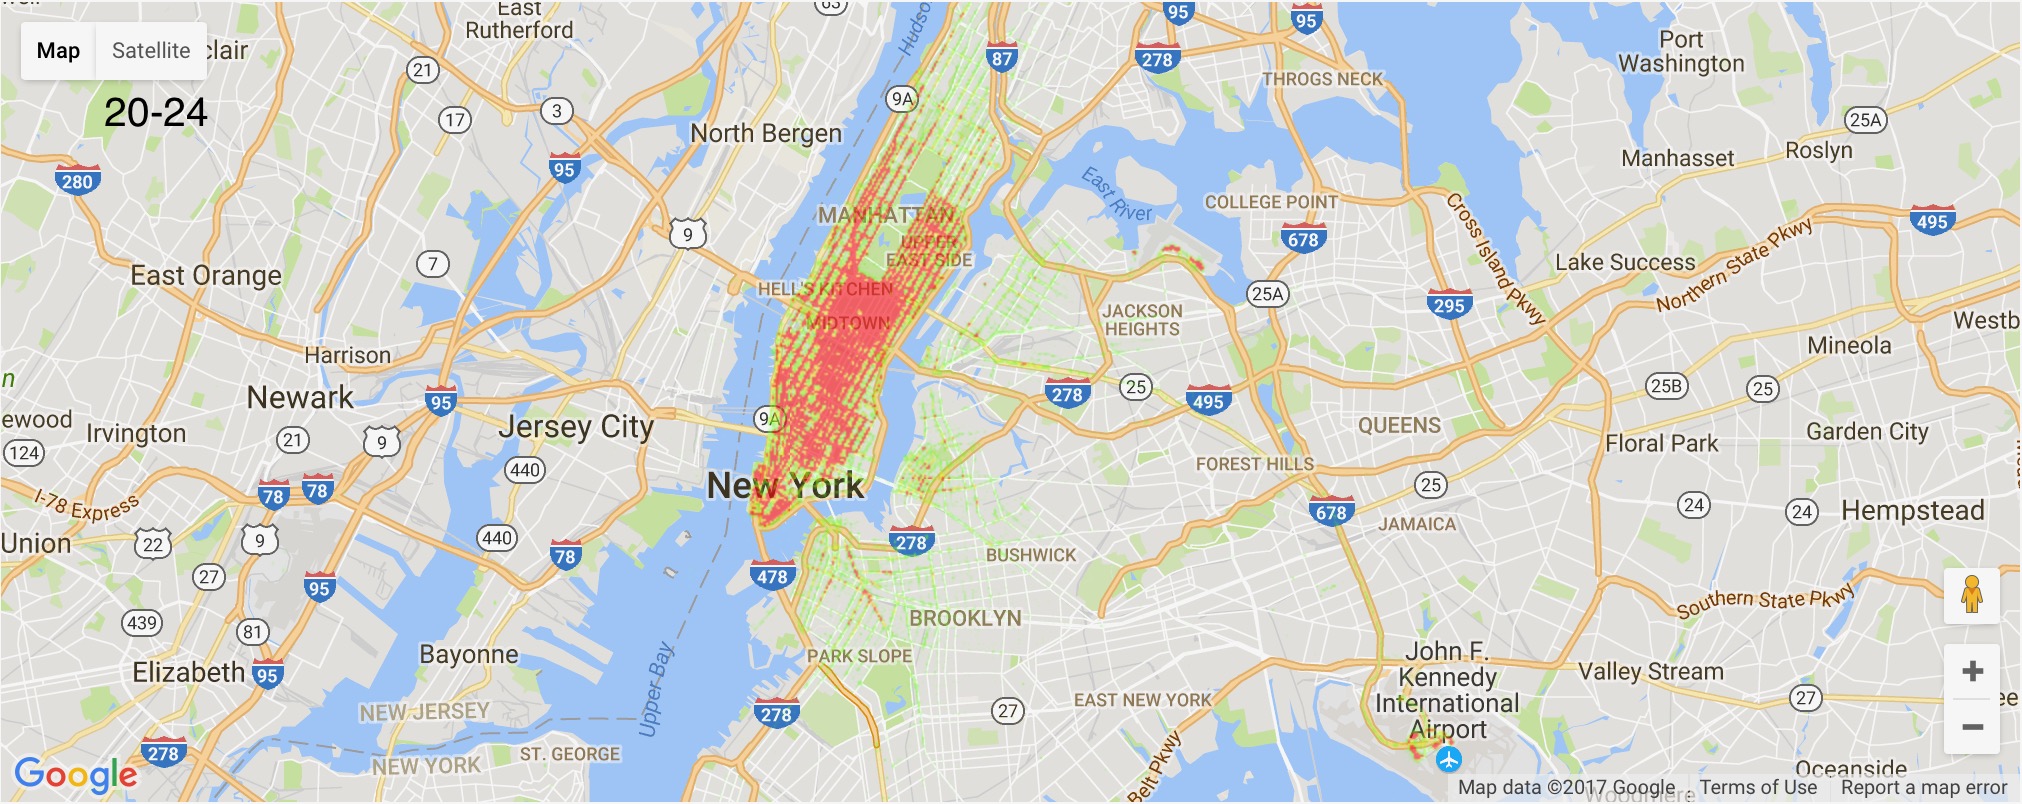 Map
Satellite
clair
20-24
East
Rutherford
21
17
3
280
95
North Bergen
9
7
East Orange
Hudso
9A
87
278
95
95
THROGS NECK
Port
Washington
25A
Manhasset
Roslyn
MANHATTAN
UPPER
EAST SIDE
HELL'S KITCHEN
MIDTOWN
East River
COLLEGE POINT
678
Cross Island Pkwy
495
Northern State Pkwy
Lake Success
295
25A
JACKSON
HEIGHTS
Westb
Mineola
Harrison
Newark
95
n
ewood
Irvington
124
21
9
Jersey City
440
9A
278
25
495
QUEENS
25B
25
Floral Park
Garden City
FOREST HILLS
25
I-78 Express
78
78
New York
678
JAMAICA
24
24
Hempstead
Union
22
9
440
78
27
95
478
278
BUSHWICK
439
81
BROOKLYN
Southern State Pkwy
Elizabeth
95
Bayonne
PARK SLOPE
Upper Bay
John F.
Kennedy
International
Airport
Valley Stream
NEW JERSEY
278
27
EAST NEW YORK
27
ee
278
NEW YORK
ST. GEORGE
Belt Pkwy
Oceanside
Google
Map data ©2017 Google
Terms of Use
Report a map error